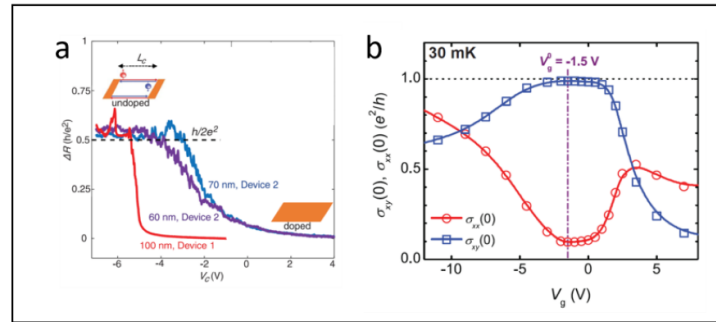 a
L_c
undoped
ΔR (h/e²)
0.75
0.5
0.25
0
h/2e²
70 nm, Device 2
60 nm, Device 2
100 nm, Device 1
doped
-6 -4 -2 0 2 4
V_C(V)
b
30 mK
V_g^0 = -1.5 V
σ_xy(0), σ_xx(0) (e²/h)
1.0
0.5
0.0
σ_xx(0)
σ_xy(0)
-10 -5 0 5
V_g (V)